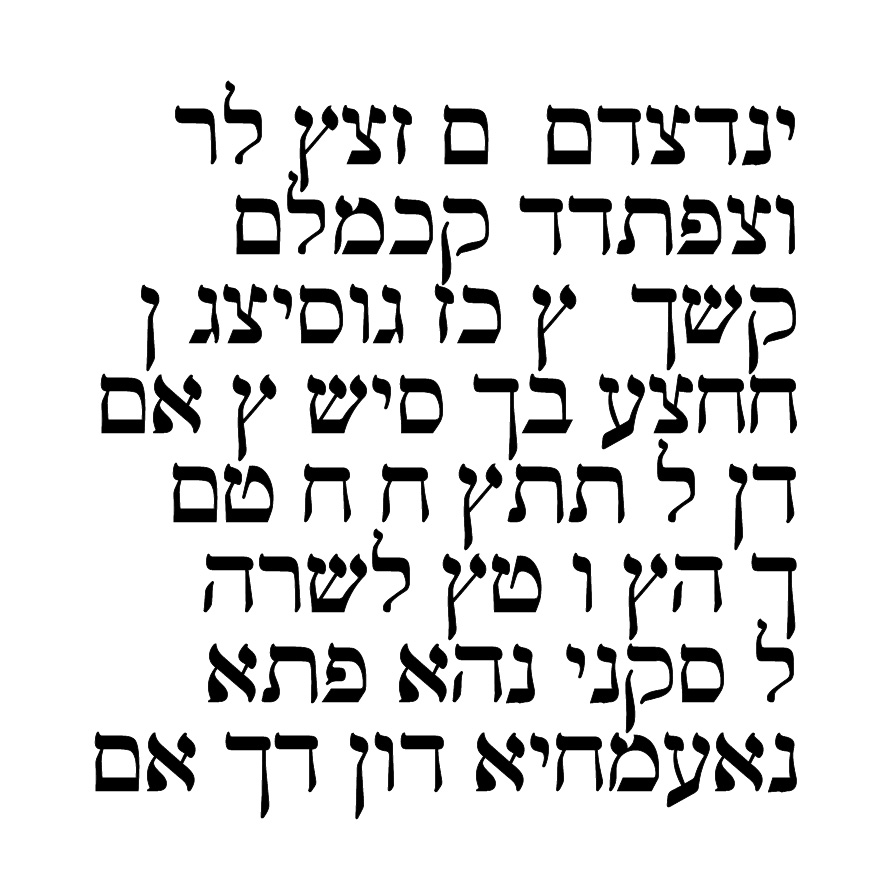 ינדצדם  ם זצץ לר
וצפתדד קכמלם
קשך  ץ כז גוסיצג ן
חחצע בך סיש ץ אם
דן ל תתץ ח ח טם
ך הץ ו טץ לשרה
ל סקני נהא פתא
נאעמחיא דון דך אם